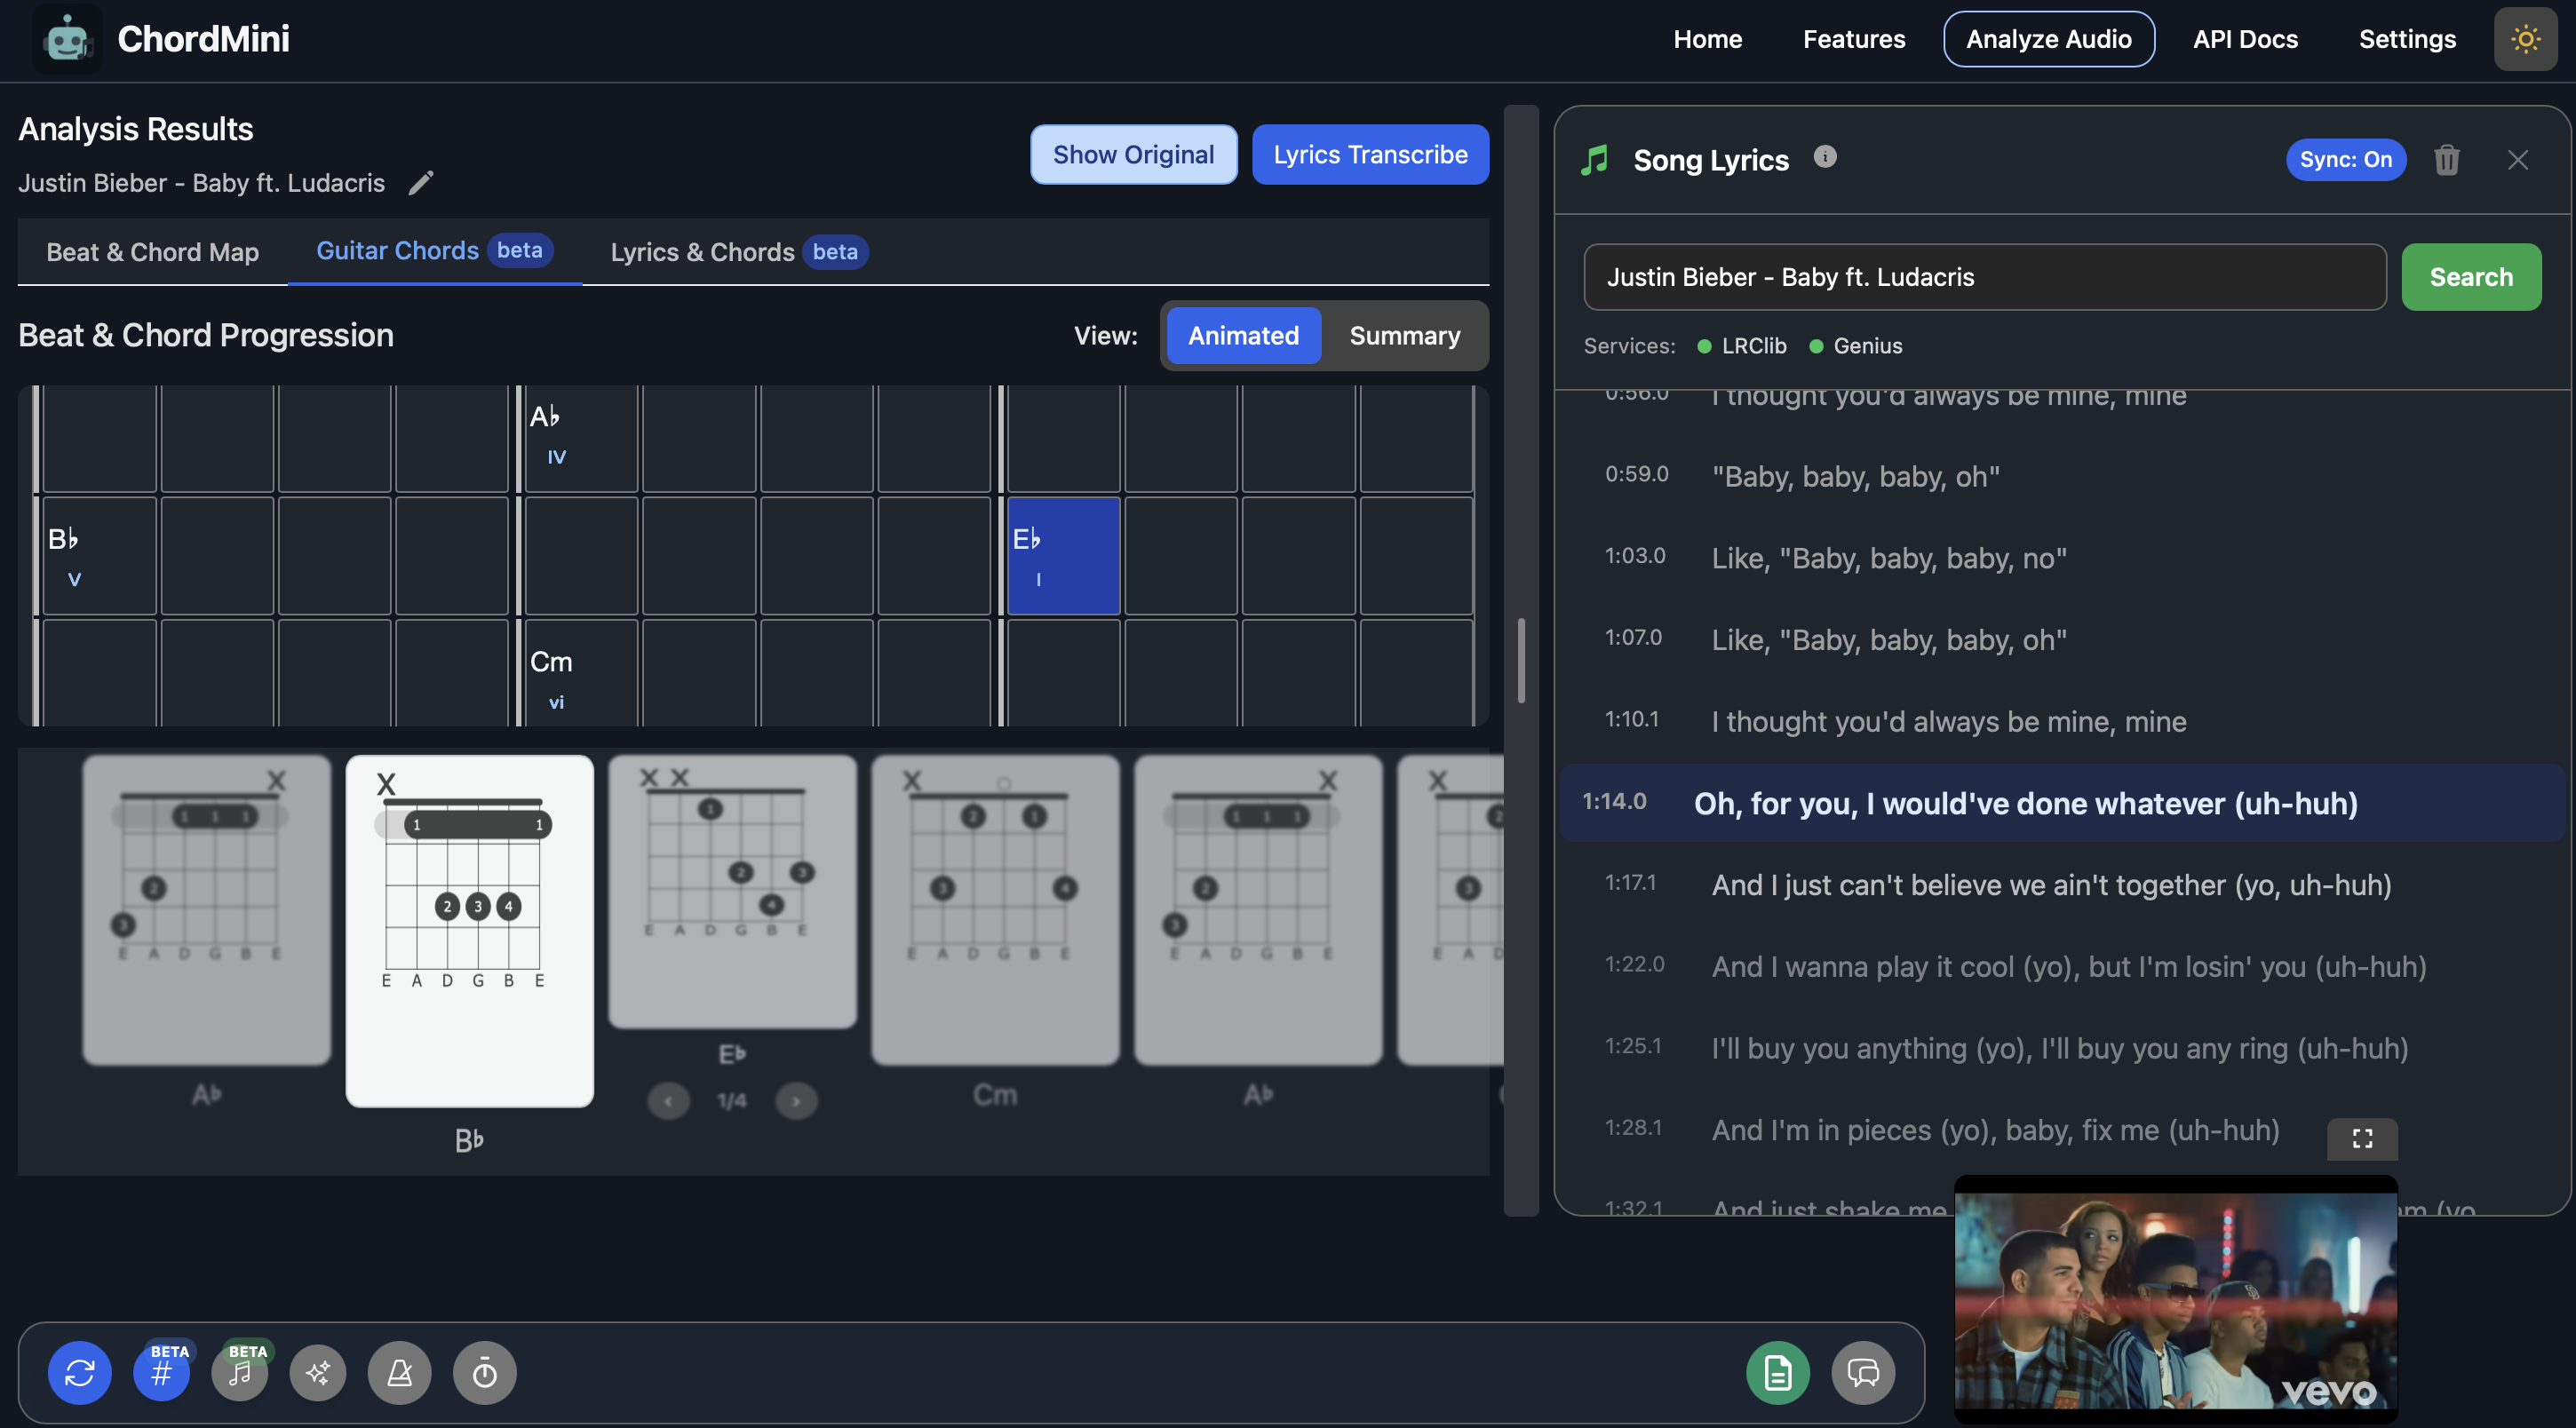 ChordMini
Home
Features
Analyze Audio
API Docs
Settings
Analysis Results
Show Original
Lyrics Transcribe
Justin Bieber - Baby ft. Ludacris
Beat & Chord Map
Guitar Chords beta
Lyrics & Chords beta
Beat & Chord Progression
View:
Animated
Summary
A♭
IV
B♭
V
E♭
I
Cm
vi
X
1 1 1
2
3
E A D G B E
A♭
X
1 1
2 3 4
E A D G B E
B♭
X X
1
2 3
4
E A D G B E
E♭
‹ 1/4 ›
X
2 1
3 4
E A D G B E
Cm
X
1 1 1
2
3
E A D G B E
A♭
X
2
3
E A D
BETA
#
BETA
Song Lyrics
i
Sync: On
Justin Bieber - Baby ft. Ludacris
Search
Services: LRClib Genius
0:56.0 I thought you'd always be mine, mine
0:59.0 "Baby, baby, baby, oh"
1:03.0 Like, "Baby, baby, baby, no"
1:07.0 Like, "Baby, baby, baby, oh"
1:10.1 I thought you'd always be mine, mine
1:14.0 Oh, for you, I would've done whatever (uh-huh)
1:17.1 And I just can't believe we ain't together (yo, uh-huh)
1:22.0 And I wanna play it cool (yo), but I'm losin' you (uh-huh)
1:25.1 I'll buy you anything (yo), I'll buy you any ring (uh-huh)
1:28.1 And I'm in pieces (yo), baby, fix me (uh-huh)
1:32.1 And just shake me
vevo